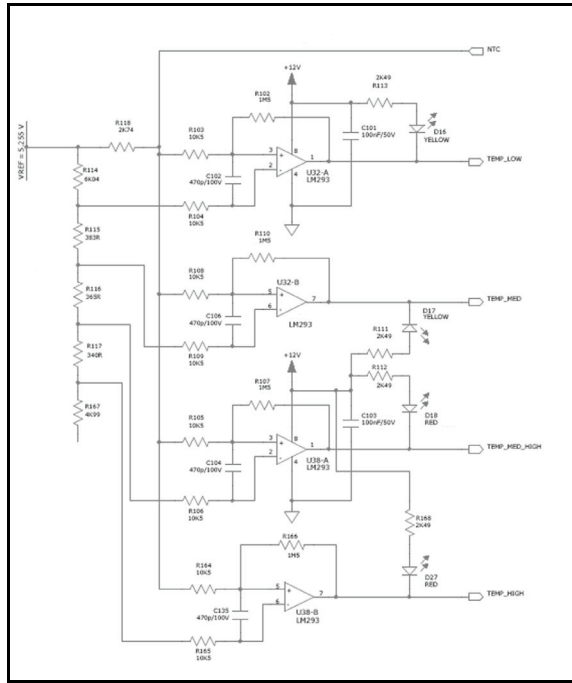 NTC
+12V
2K49
R113
R102
1M5
R118
2K74
VREF = 5,255 V
R103
10K5
C101
100nF/50V
D16
YELLOW
3
8
1
TEMP_LOW
R114
6K04
2
4
C102
470p/100V
U32-A
LM293
R104
10K5
R115
383R
R110
1M5
R108
10K5
U32-B
R116
365R
5
7
TEMP_MED
C106
470p/100V
6
D17
YELLOW
LM293
R111
2K49
R109
10K5
R117
340R
+12V
R112
2K49
R107
1M5
R167
4K99
R105
10K5
C103
100nF/50V
D18
RED
3
8
1
TEMP_MED_HIGH
2
4
C104
470p/100V
U38-A
LM293
R106
10K5
R168
2K49
R166
1M5
R164
10K5
D27
RED
5
7
TEMP_HIGH
6
C135
470p/100V
U38-B
LM293
R165
10K5